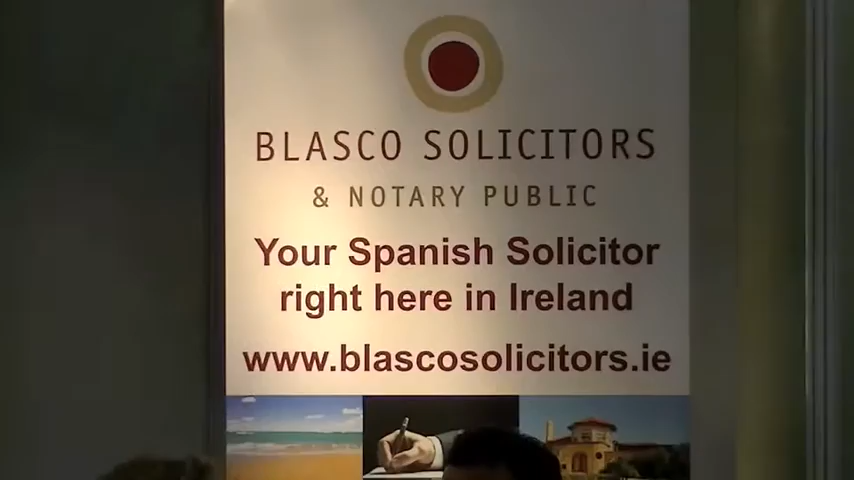 BLASCO SOLICITORS
& NOTARY PUBLIC
Your Spanish Solicitor
right here in Ireland
www.blascosolicitors.ie